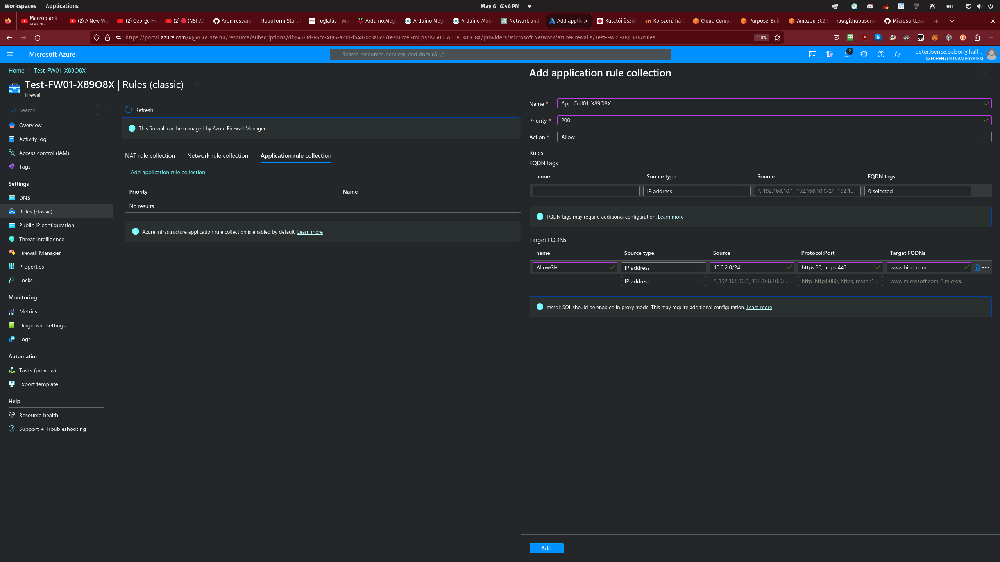 Workspaces Applications May 6 6:46 PM en
Macroblank -
PLAYING
(2) A New Wa
(2) George Ho
(2) (NSFW)
Aron research
RoboForm Start
Foglalás – Ma
Arduino,Mega
Arduino Mega
Arduino Moto
Network and
Add applic
Kutatói öszt
Korszerű háló
Cloud Compu
Purpose-Buil
Amazon EC2
raw.githubuserco
MicrosoftLear
https://portal.azure.com/#@o365.sze.hu/resource/subscriptions/db94373d-85cc-4196-a21b-f54870c3a0c6/resourceGroups/AZ500LAB08_X89O8X/providers/Microsoft.Network/azureFirewalls/Test-FW01-X89O8X/rules 110%
Microsoft Azure
Search resources, services, and docs (G+/)
2
peter.bence.gabor@hall...
SZÉCHENYI ISTVÁN EGYETEM
Home > Test-FW01-X89O8X
Test-FW01-X89O8X | Rules (classic)
Firewall
Search
Overview
Activity log
Access control (IAM)
Tags
Settings
DNS
Rules (classic)
Public IP configuration
Threat intelligence
Firewall Manager
Properties
Locks
Monitoring
Metrics
Diagnostic settings
Logs
Automation
Tasks (preview)
Export template
Help
Resource health
Support + Troubleshooting
Refresh
This firewall can be managed by Azure Firewall Manager.
NAT rule collection Network rule collection Application rule collection
+ Add application rule collection
Priority Name
No results
Azure infrastructure application rule collection is enabled by default. Learn more
Add application rule collection
Name * App-Coll01-X89O8X
Priority * 200
Action * Allow
Rules
FQDN tags
name Source type Source FQDN tags
IP address *, 192.168.10.1, 192.168.10.0/24, 192.1... 0 selected
FQDN tags may require additional configuration. Learn more
Target FQDNs
name Source type Source Protocol:Port Target FQDNs
AllowGH IP address 10.0.2.0/24 https:80, https:443 www.bing.com
IP address *, 192.168.10.1, 192.168.10.0/... http, http:8080, https, mssql:1... www.microsoft.com, *.micros...
mssql: SQL should be enabled in proxy mode. This may require additional configuration. Learn more
Add